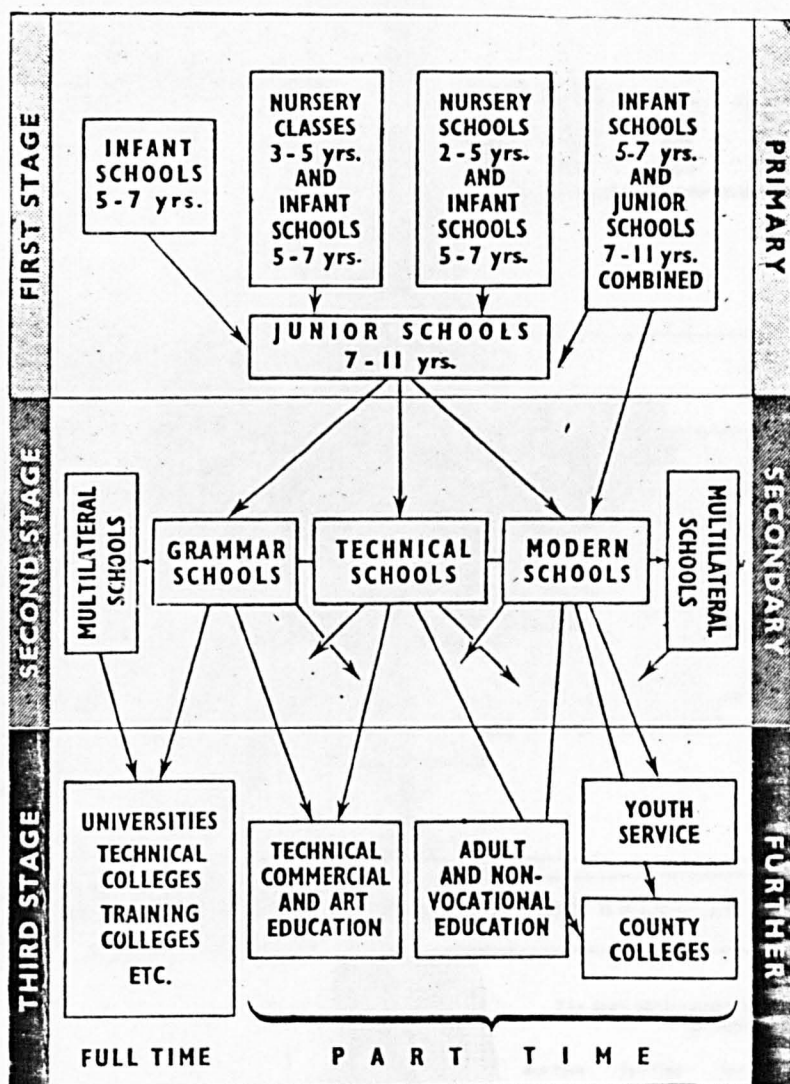 FIRST STAGE
INFANT
SCHOOLS
5-7 yrs.
NURSERY
CLASSES
3-5 yrs.
AND
INFANT
SCHOOLS
5-7 yrs.
NURSERY
SCHOOLS
2-5 yrs.
AND
INFANT
SCHOOLS
5-7 yrs.
INFANT
SCHOOLS
5-7 yrs.
AND
JUNIOR
SCHOOLS
7-11 yrs.
COMBINED
PRIMARY
JUNIOR SCHOOLS
7-11 yrs.
SECOND STAGE
MULTILATERAL
SCHOOLS
GRAMMAR
SCHOOLS
TECHNICAL
SCHOOLS
MODERN
SCHOOLS
MULTILATERAL
SCHOOLS
SECONDARY
THIRD STAGE
UNIVERSITIES
TECHNICAL
COLLEGES
TRAINING
COLLEGES
ETC.
TECHNICAL
COMMERCIAL
AND ART
EDUCATION
ADULT
AND NON-
VOCATIONAL
EDUCATION
YOUTH
SERVICE
COUNTY
COLLEGES
FURTHER
FULL TIME
PART TIME